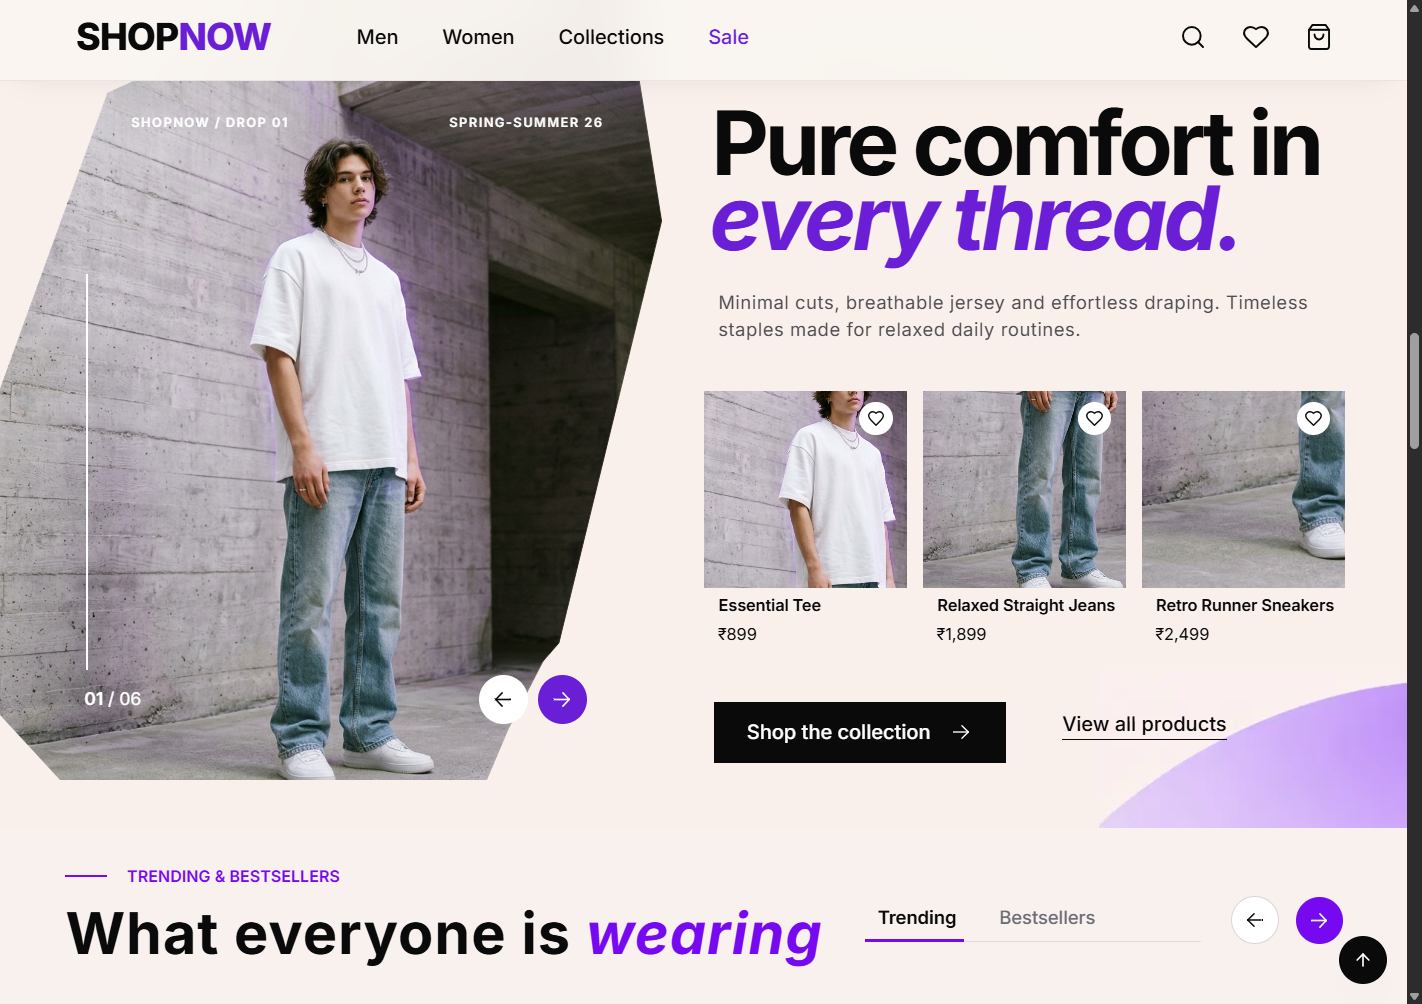 SHOPNOW
Men
Women
Collections
Sale
SHOPNOW / DROP 01
SPRING-SUMMER 26
01 / 06
Pure comfort in
every thread.
Minimal cuts, breathable jersey and effortless draping. Timeless
staples made for relaxed daily routines.
Essential Tee
₹899
Relaxed Straight Jeans
₹1,899
Retro Runner Sneakers
₹2,499
Shop the collection
View all products
TRENDING & BESTSELLERS
What everyone is wearing
Trending
Bestsellers